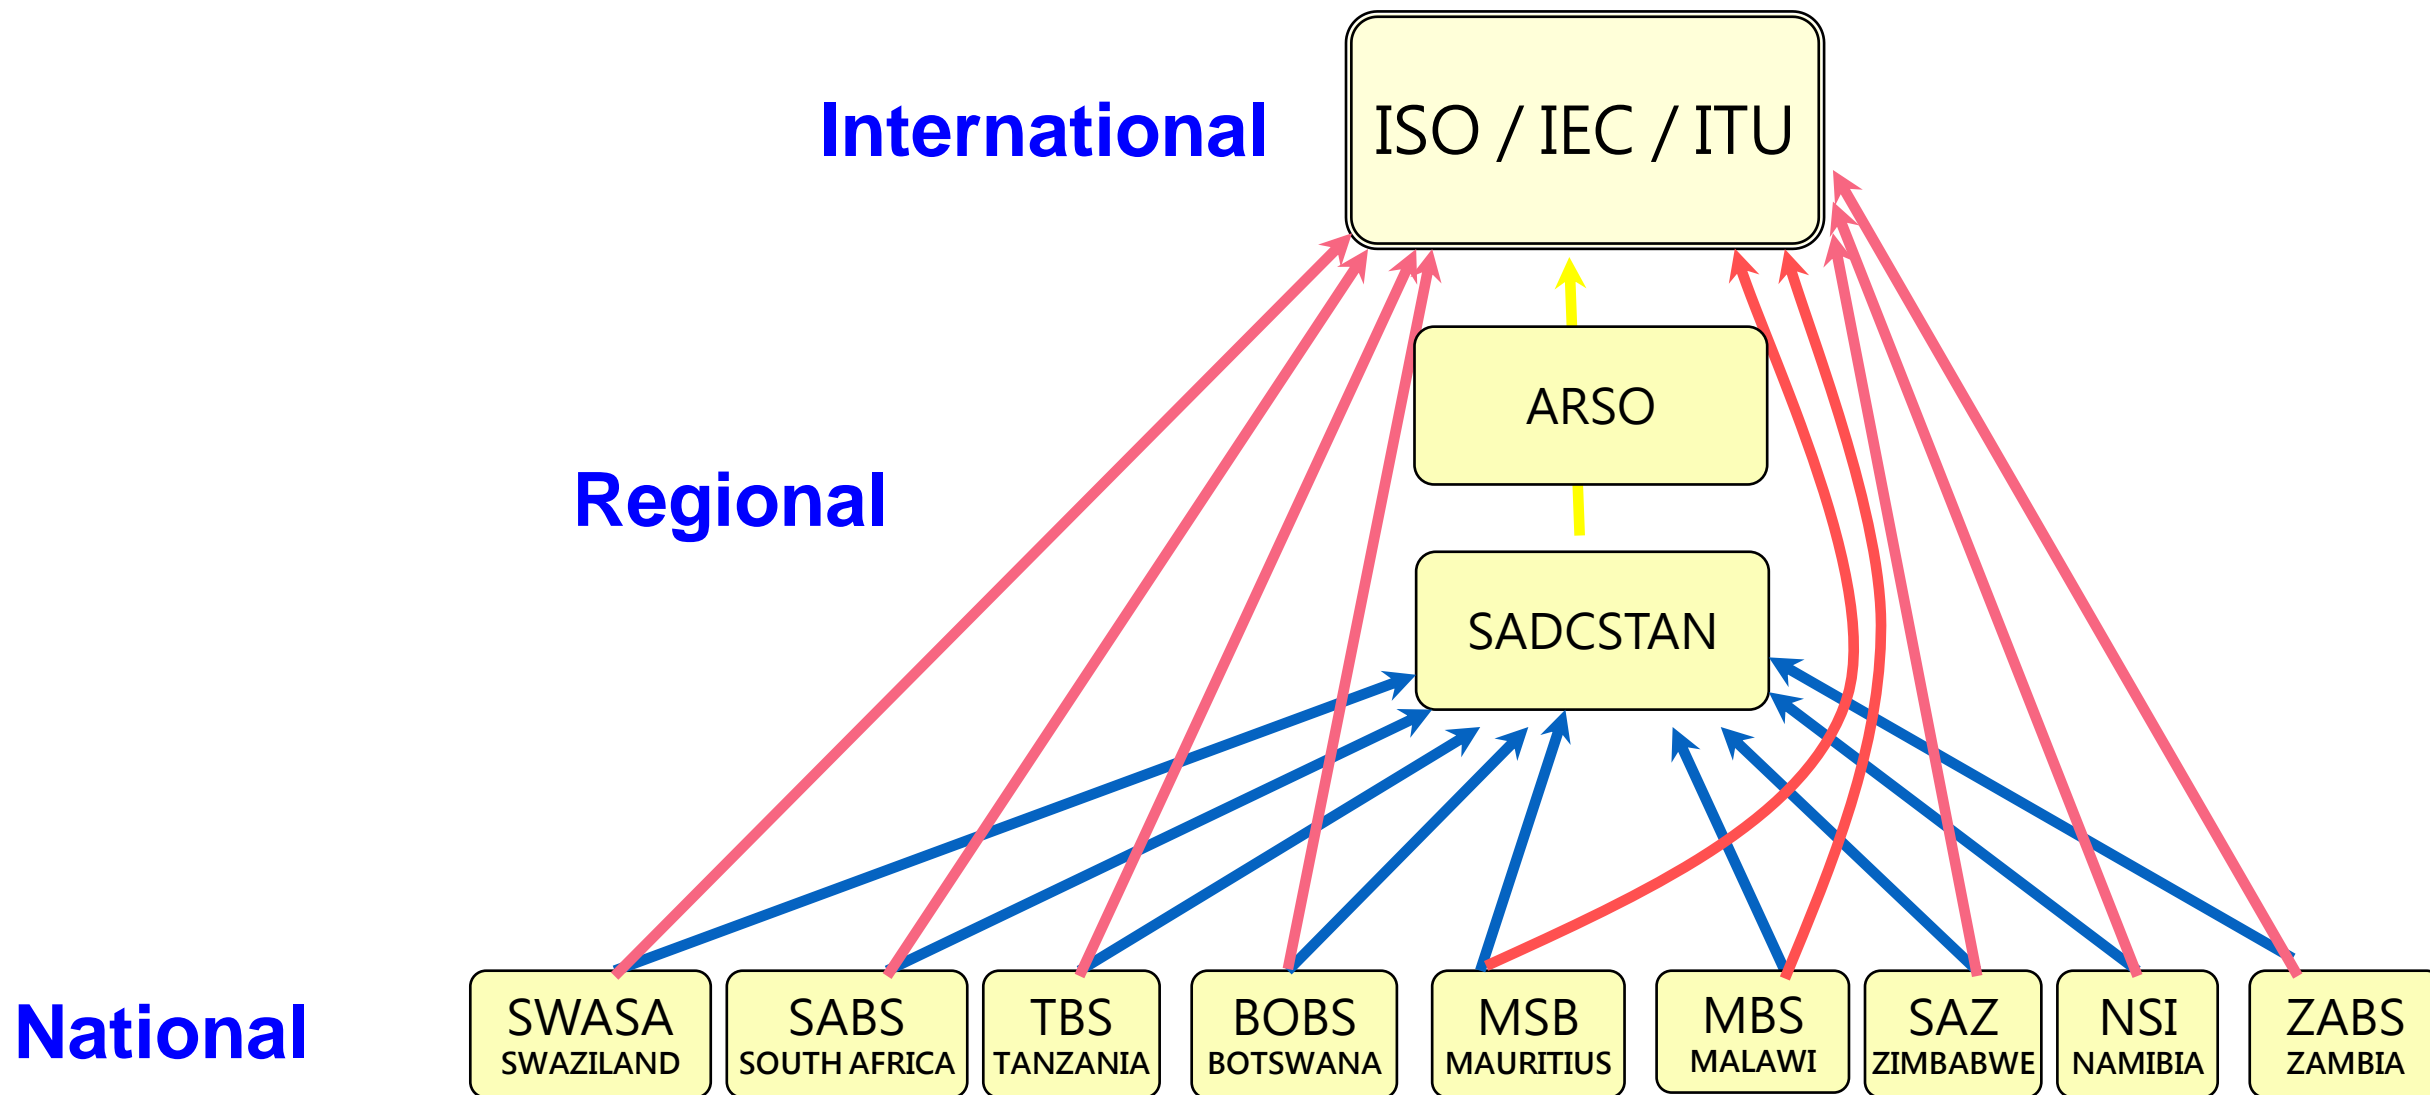 International
ISO / IEC / ITU
ARSO
Regional
SADCSTAN
National
SWASA
SWAZILAND
SABS
SOUTH AFRICA
TBS
TANZANIA
BOBS
BOTSWANA
MSB
MAURITIUS
MBS
MALAWI
SAZ
ZIMBABWE
NSI
NAMIBIA
ZABS
ZAMBIA